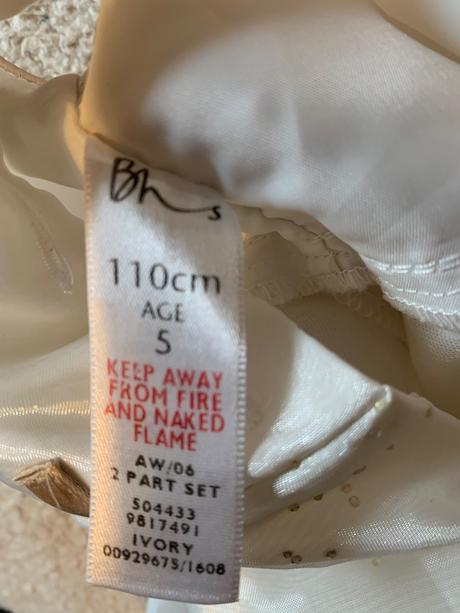 Bhs
110cm
AGE
5
KEEP AWAY
FROM FIRE
AND NAKED
FLAME
AW/06
2 PART SET
504433
9817491
IVORY
00929675/1608